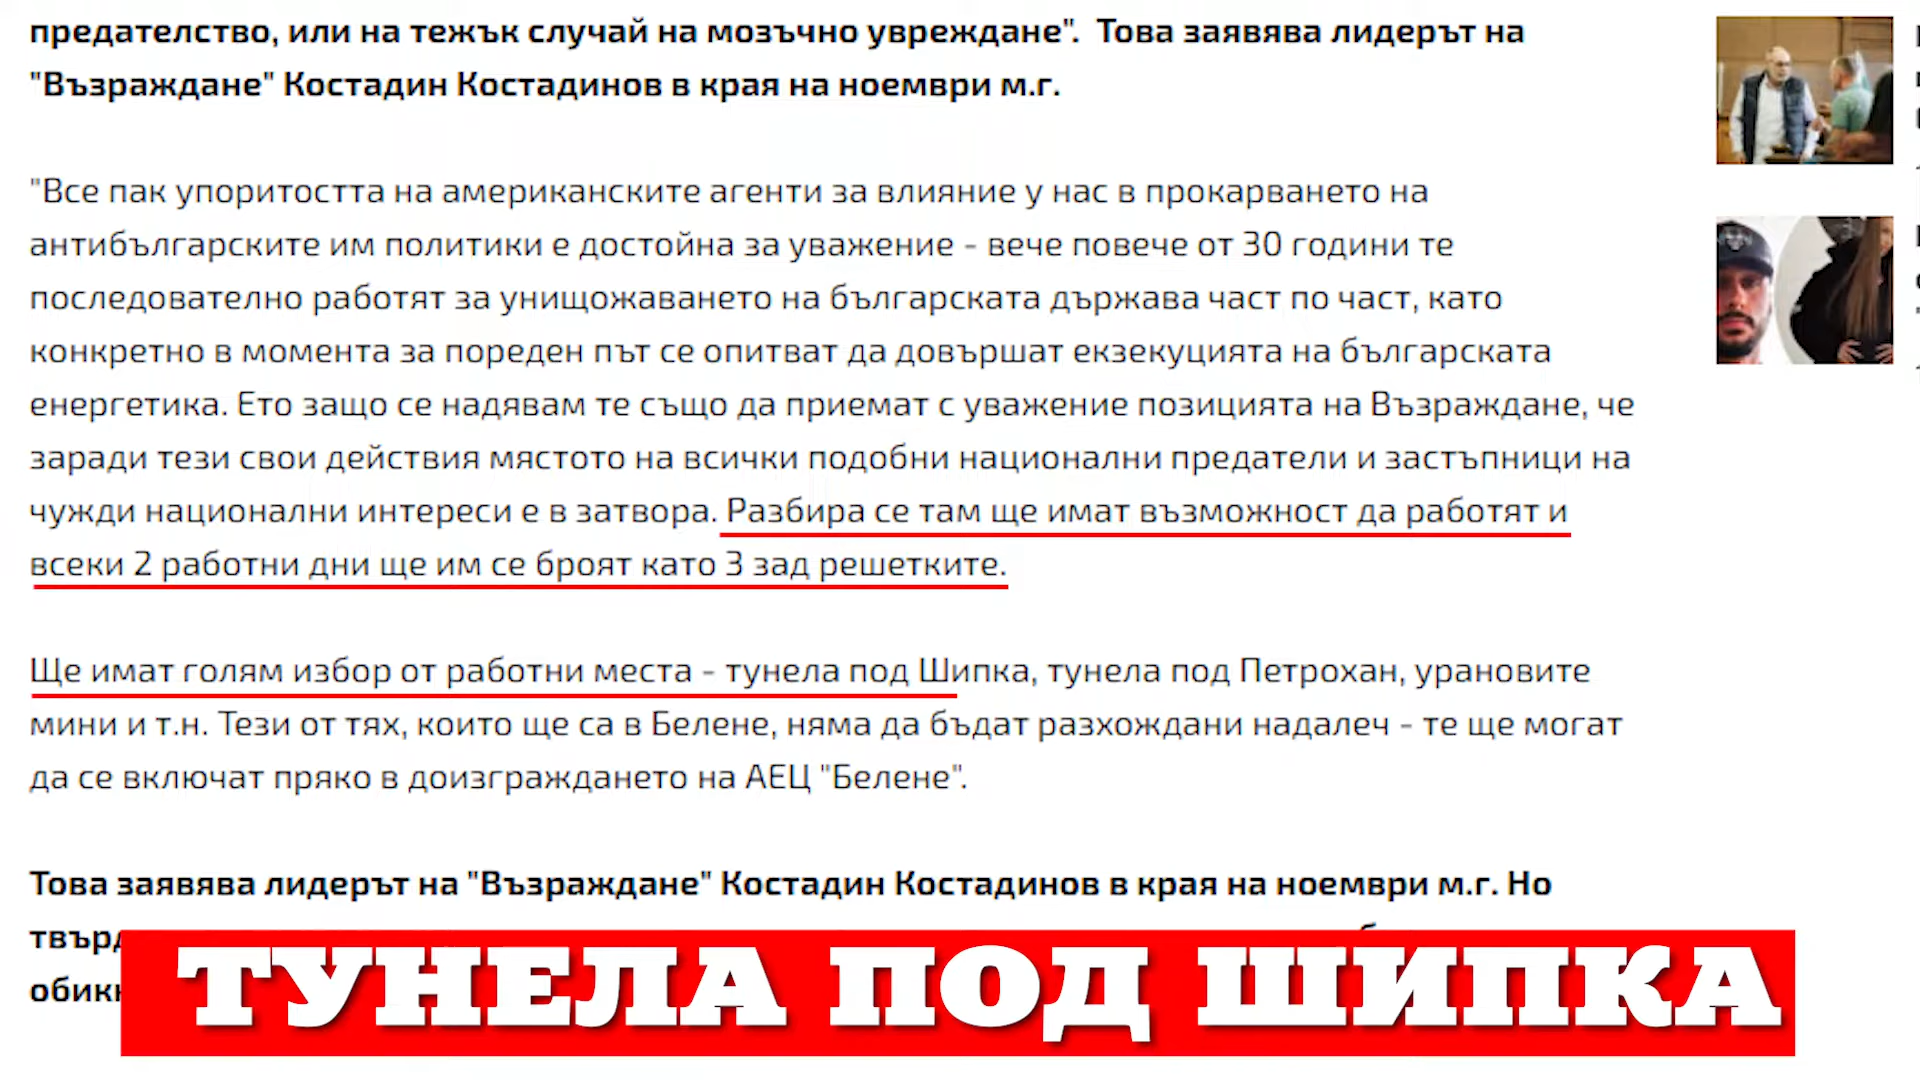 предателство, или на тежък случай на мозъчно увреждане". Това заявява лидерът на
"Възраждане" Костадин Костадинов в края на ноември м.г.
"Все пак упоритостта на американските агенти за влияние у нас в прокарването на
антибългарските им политики е достойна за уважение - вече повече от 30 години те
последователно работят за унищожаването на българската държава част по част, като
конкретно в момента за пореден път се опитват да довършат екзекуцията на българската
енергетика. Ето защо се надявам те също да приемат с уважение позицията на Възраждане, че
заради тези свои действия мястото на всички подобни национални предатели и застъпници на
чужди национални интереси е в затвора. Разбира се там ще имат възможност да работят и
всеки 2 работни дни ще им се броят като 3 зад решетките.
Ще имат голям избор от работни места - тунела под Шипка, тунела под Петрохан, урановите
мини и т.н. Тези от тях, които ще са в Белене, няма да бъдат разхождани надалеч - те ще могат
да се включат пряко в доизграждането на АЕЦ "Белене".
Това заявява лидерът на "Възраждане" Костадин Костадинов в края на ноември м.г. Но
ТУНЕЛА ПОД ШИПКА